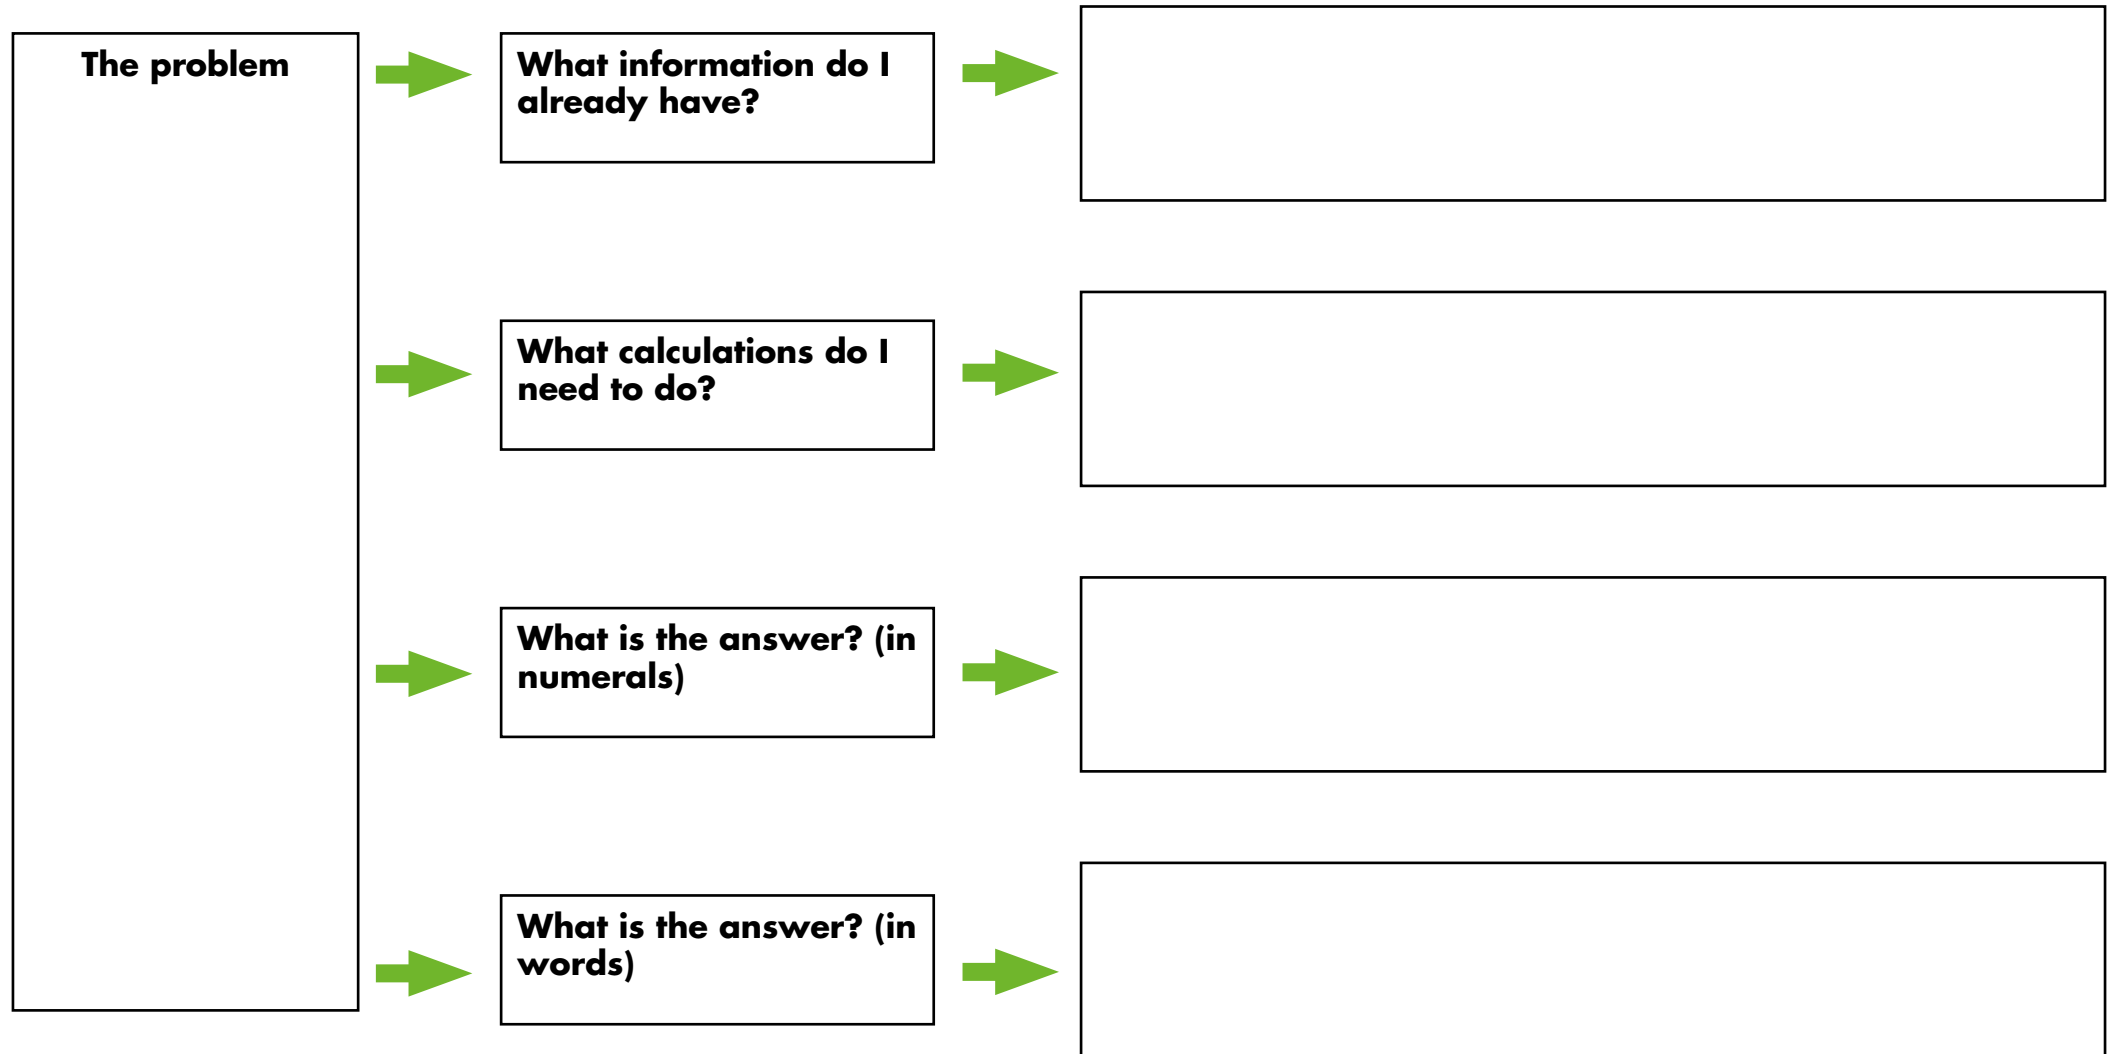 The problem
What information do I
already have?
What calculations do I
need to do?
What is the answer? (in
numerals)
What is the answer? (in
words)